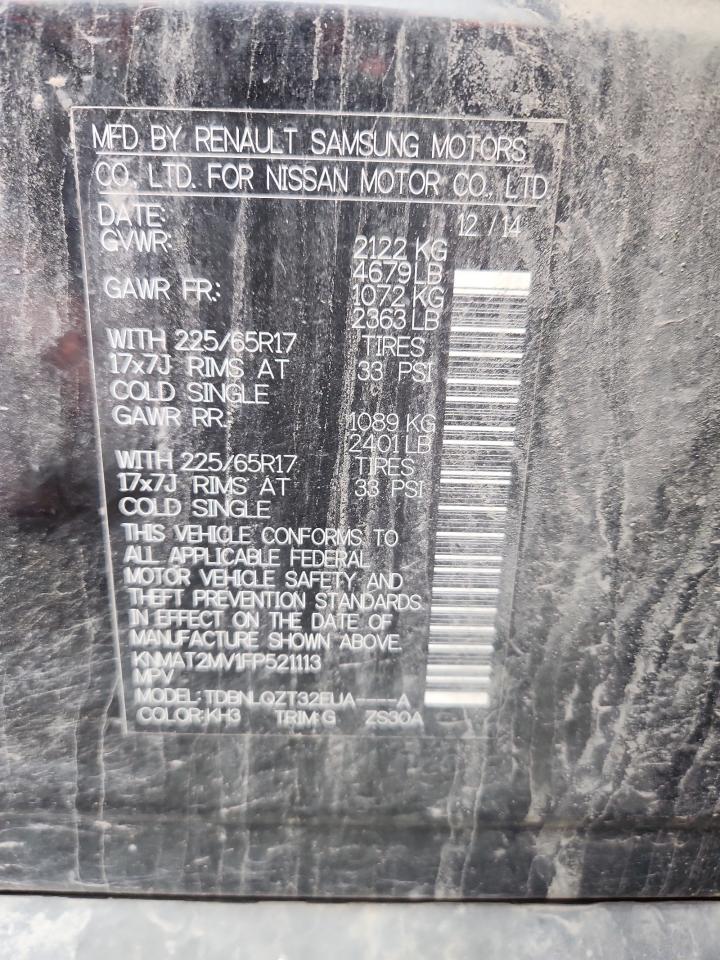 MFD BY RENAULT SAMSUNG MOTORS
CO., LTD. FOR NISSAN MOTOR CO., LTD
DATE: 12 / 14
GVWR: 2122 KG
4679 LB
GAWR FR: 1072 KG
2363 LB
WITH 225/65R17 TIRES
17x7J RIMS AT 33 PSI
COLD SINGLE
GAWR RR: 1089 KG
2401 LB
WITH 225/65R17 TIRES
17x7J RIMS AT 33 PSI
COLD SINGLE
THIS VEHICLE CONFORMS TO
ALL APPLICABLE FEDERAL
MOTOR VEHICLE SAFETY AND
THEFT PREVENTION STANDARDS
IN EFFECT ON THE DATE OF
MANUFACTURE SHOWN ABOVE.
KNMAT2MV1FP521113
MPV
MODEL: TDBNLQZT32EUA----A
COLOR:KH3 TRIM:G ZS30A